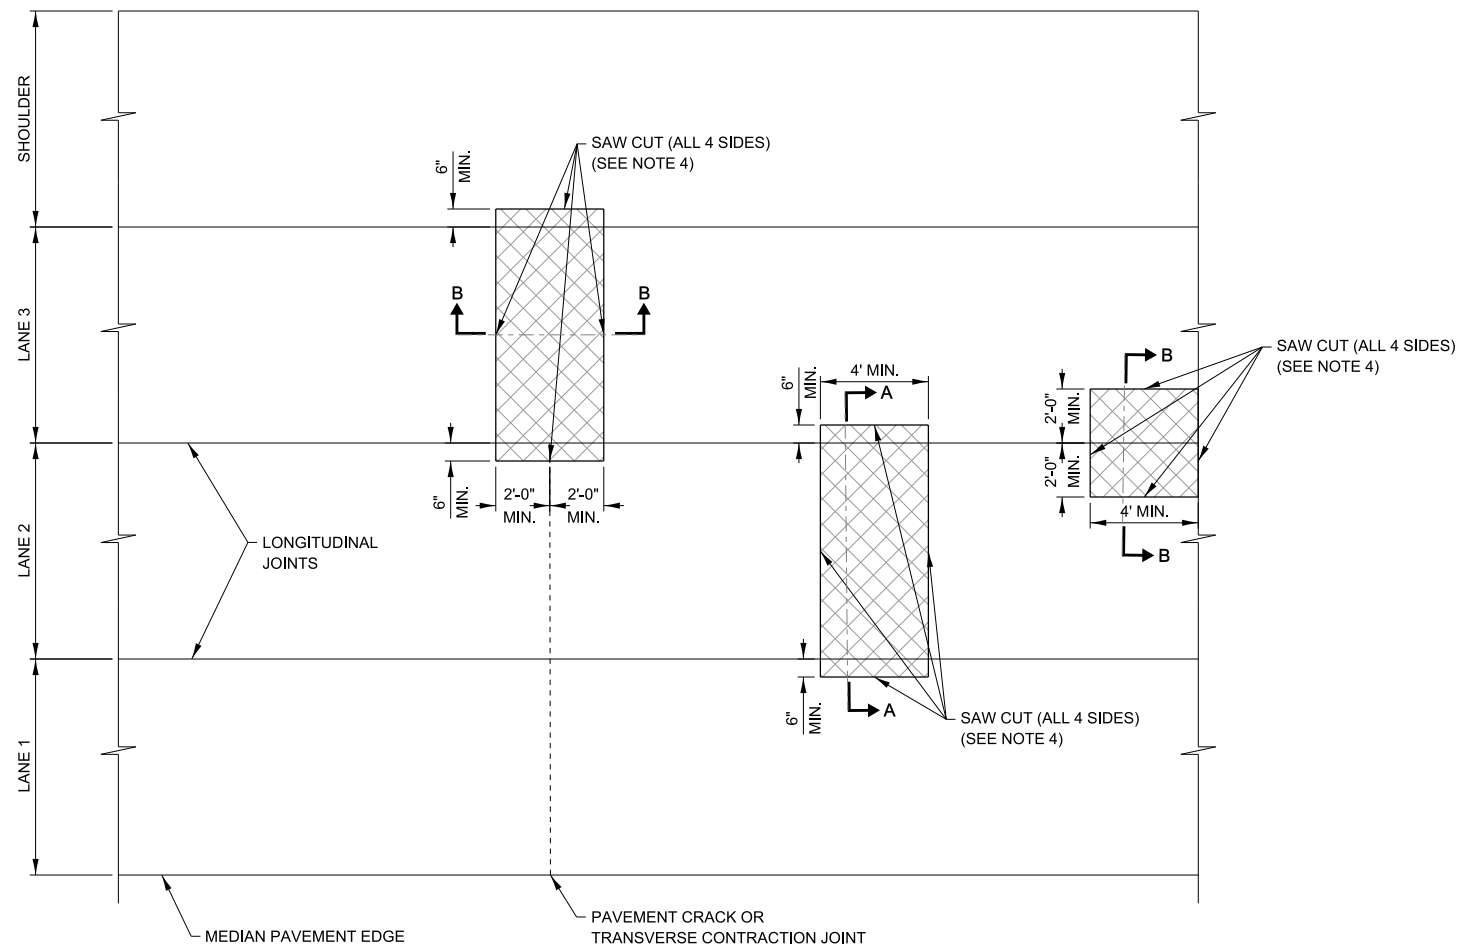 SHOULDER
LANE 3
LANE 2
LANE 1
SAW CUT (ALL 4 SIDES)
(SEE NOTE 4)
6"
MIN.
B
B
6"
MIN.
2'-0"
MIN.
2'-0"
MIN.
LONGITUDINAL
JOINTS
6"
MIN.
4' MIN.
A
6"
MIN.
A
SAW CUT (ALL 4 SIDES)
(SEE NOTE 4)
B
SAW CUT (ALL 4 SIDES)
(SEE NOTE 4)
2'-0"
MIN.
2'-0"
MIN.
4' MIN.
B
MEDIAN PAVEMENT EDGE
PAVEMENT CRACK OR
TRANSVERSE CONTRACTION JOINT